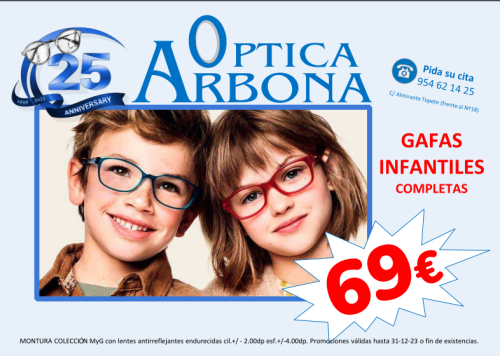 25
1998 - 2023
ANNIVERSARY
OPTICA
ARBONA
Pida su cita
954 62 14 25
C/ Almirante Topete (frente al Nº18)
GAFAS
INFANTILES
COMPLETAS
69€
MONTURA COLECCIÓN MyG con lentes antirreflejantes endurecidas cil.+/- 2.00dp esf.+/-4.00dp. Promociones válidas hasta 31-12-23 o fin de existencias.